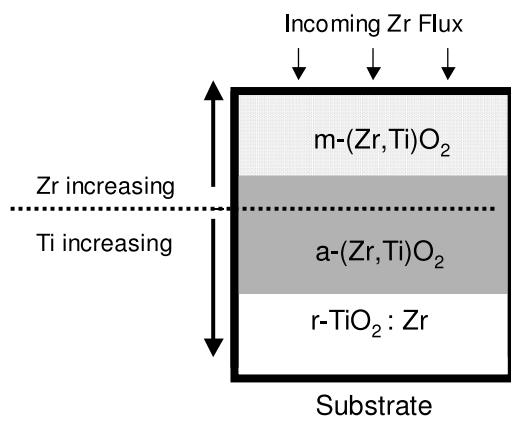 Incoming Zr Flux
m-(Zr,Ti)O₂
Zr increasing
Ti increasing
a-(Zr,Ti)O₂
r-TiO₂ : Zr
Substrate